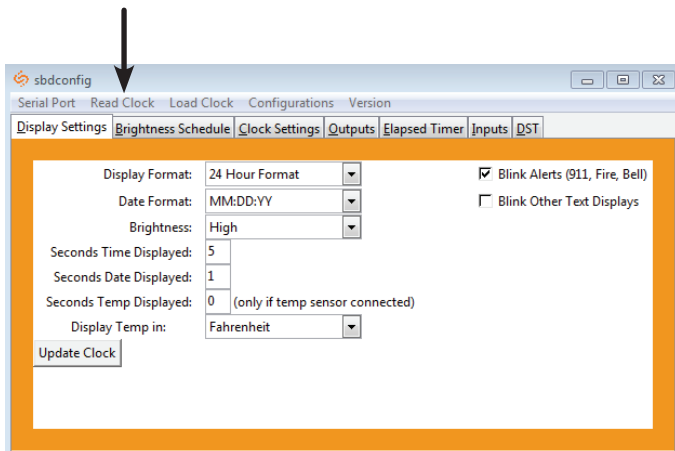 sbdconfig
Serial Port Read Clock Load Clock Configurations Version
Display Settings Brightness Schedule Clock Settings Outputs Elapsed Timer Inputs DST
Display Format: 24 Hour Format Blink Alerts (911, Fire, Bell)
Date Format: MM:DD:YY Blink Other Text Displays
Brightness: High
Seconds Time Displayed: 5
Seconds Date Displayed: 1
Seconds Temp Displayed: 0 (only if temp sensor connected)
Display Temp in: Fahrenheit
Update Clock